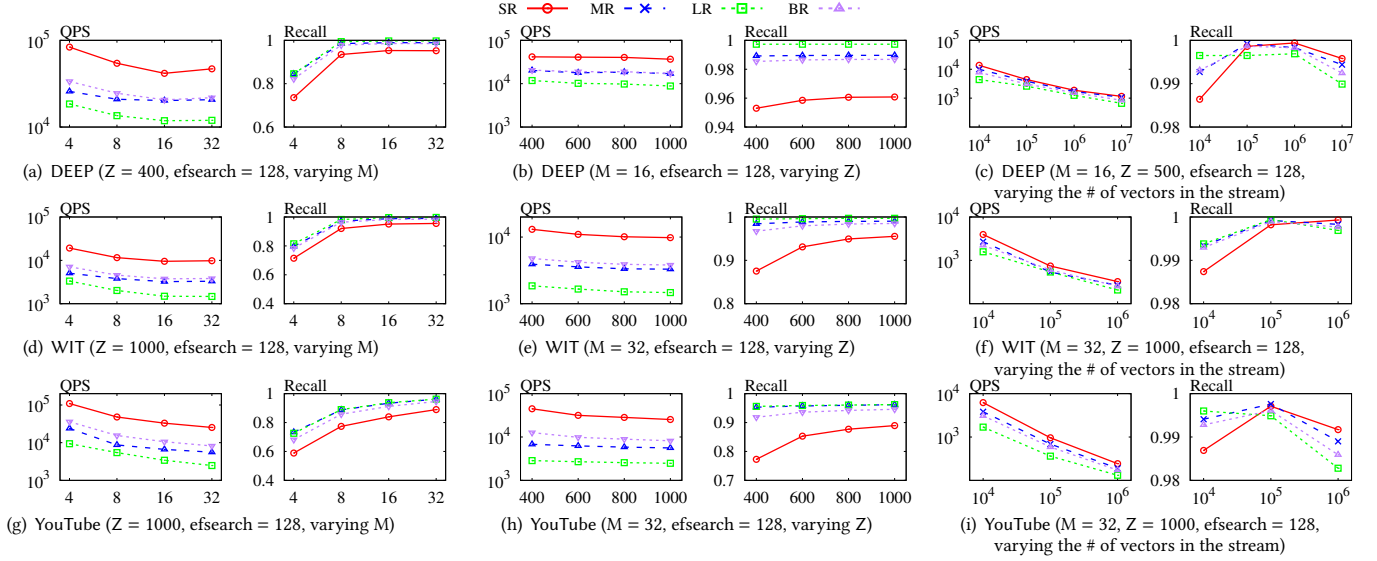 SR MR LR BR
QPS Recall QPS Recall QPS Recall
10^5 1 10^5 1 10^5 1
10^4 0.98 10^4 0.99
0.8 0.96 10^3
10^4 0.6 10^3 0.94 0.98
4 8 16 32 4 8 16 32 400 600 800 1000 400 600 800 1000 10^4 10^5 10^6 10^7 10^4 10^5 10^6 10^7
(a) DEEP (Z = 400, efsearch = 128, varying M) (b) DEEP (M = 16, efsearch = 128, varying Z) (c) DEEP (M = 16, Z = 500, efsearch = 128,
varying the # of vectors in the stream)
QPS Recall QPS Recall QPS Recall
10^5 1 1 10^4 1
0.8 10^4 0.9 0.99
10^4 0.6 10^3
10^3 0.4 10^3 0.8 0.98
4 8 16 32 4 8 16 32 400 600 800 1000 400 600 800 1000 10^4 10^5 10^6 10^4 10^5 10^6
(d) WIT (Z = 1000, efsearch = 128, varying M) (e) WIT (M = 32, efsearch = 128, varying Z) (f) WIT (M = 32, Z = 1000, efsearch = 128,
varying the # of vectors in the stream)
QPS Recall QPS Recall QPS Recall
1 10^5 1 10^4 1
10^5 0.8 0.9
10^4 0.6 10^4 0.8 10^3 0.99
10^3 0.4 10^3 0.7 0.98
4 8 16 32 4 8 16 32 400 600 800 1000 400 600 800 1000 10^4 10^5 10^6 10^4 10^5 10^6
(g) YouTube (Z = 1000, efsearch = 128, varying M) (h) YouTube (M = 32, efsearch = 128, varying Z) (i) YouTube (M = 32, Z = 1000, efsearch = 128,
varying the # of vectors in the stream)